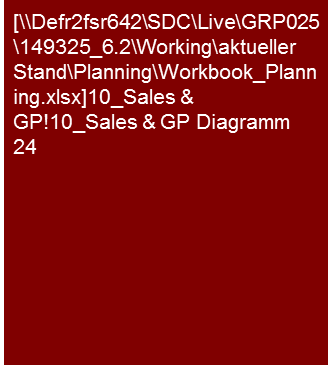 [\\Defr2fsr642\SDC\Live\GRP025
\149325_6.2\Working\aktueller
Stand\Planning\Workbook_Plann
ing.xlsx]10_Sales &
GP!10_Sales & GP Diagramm
24